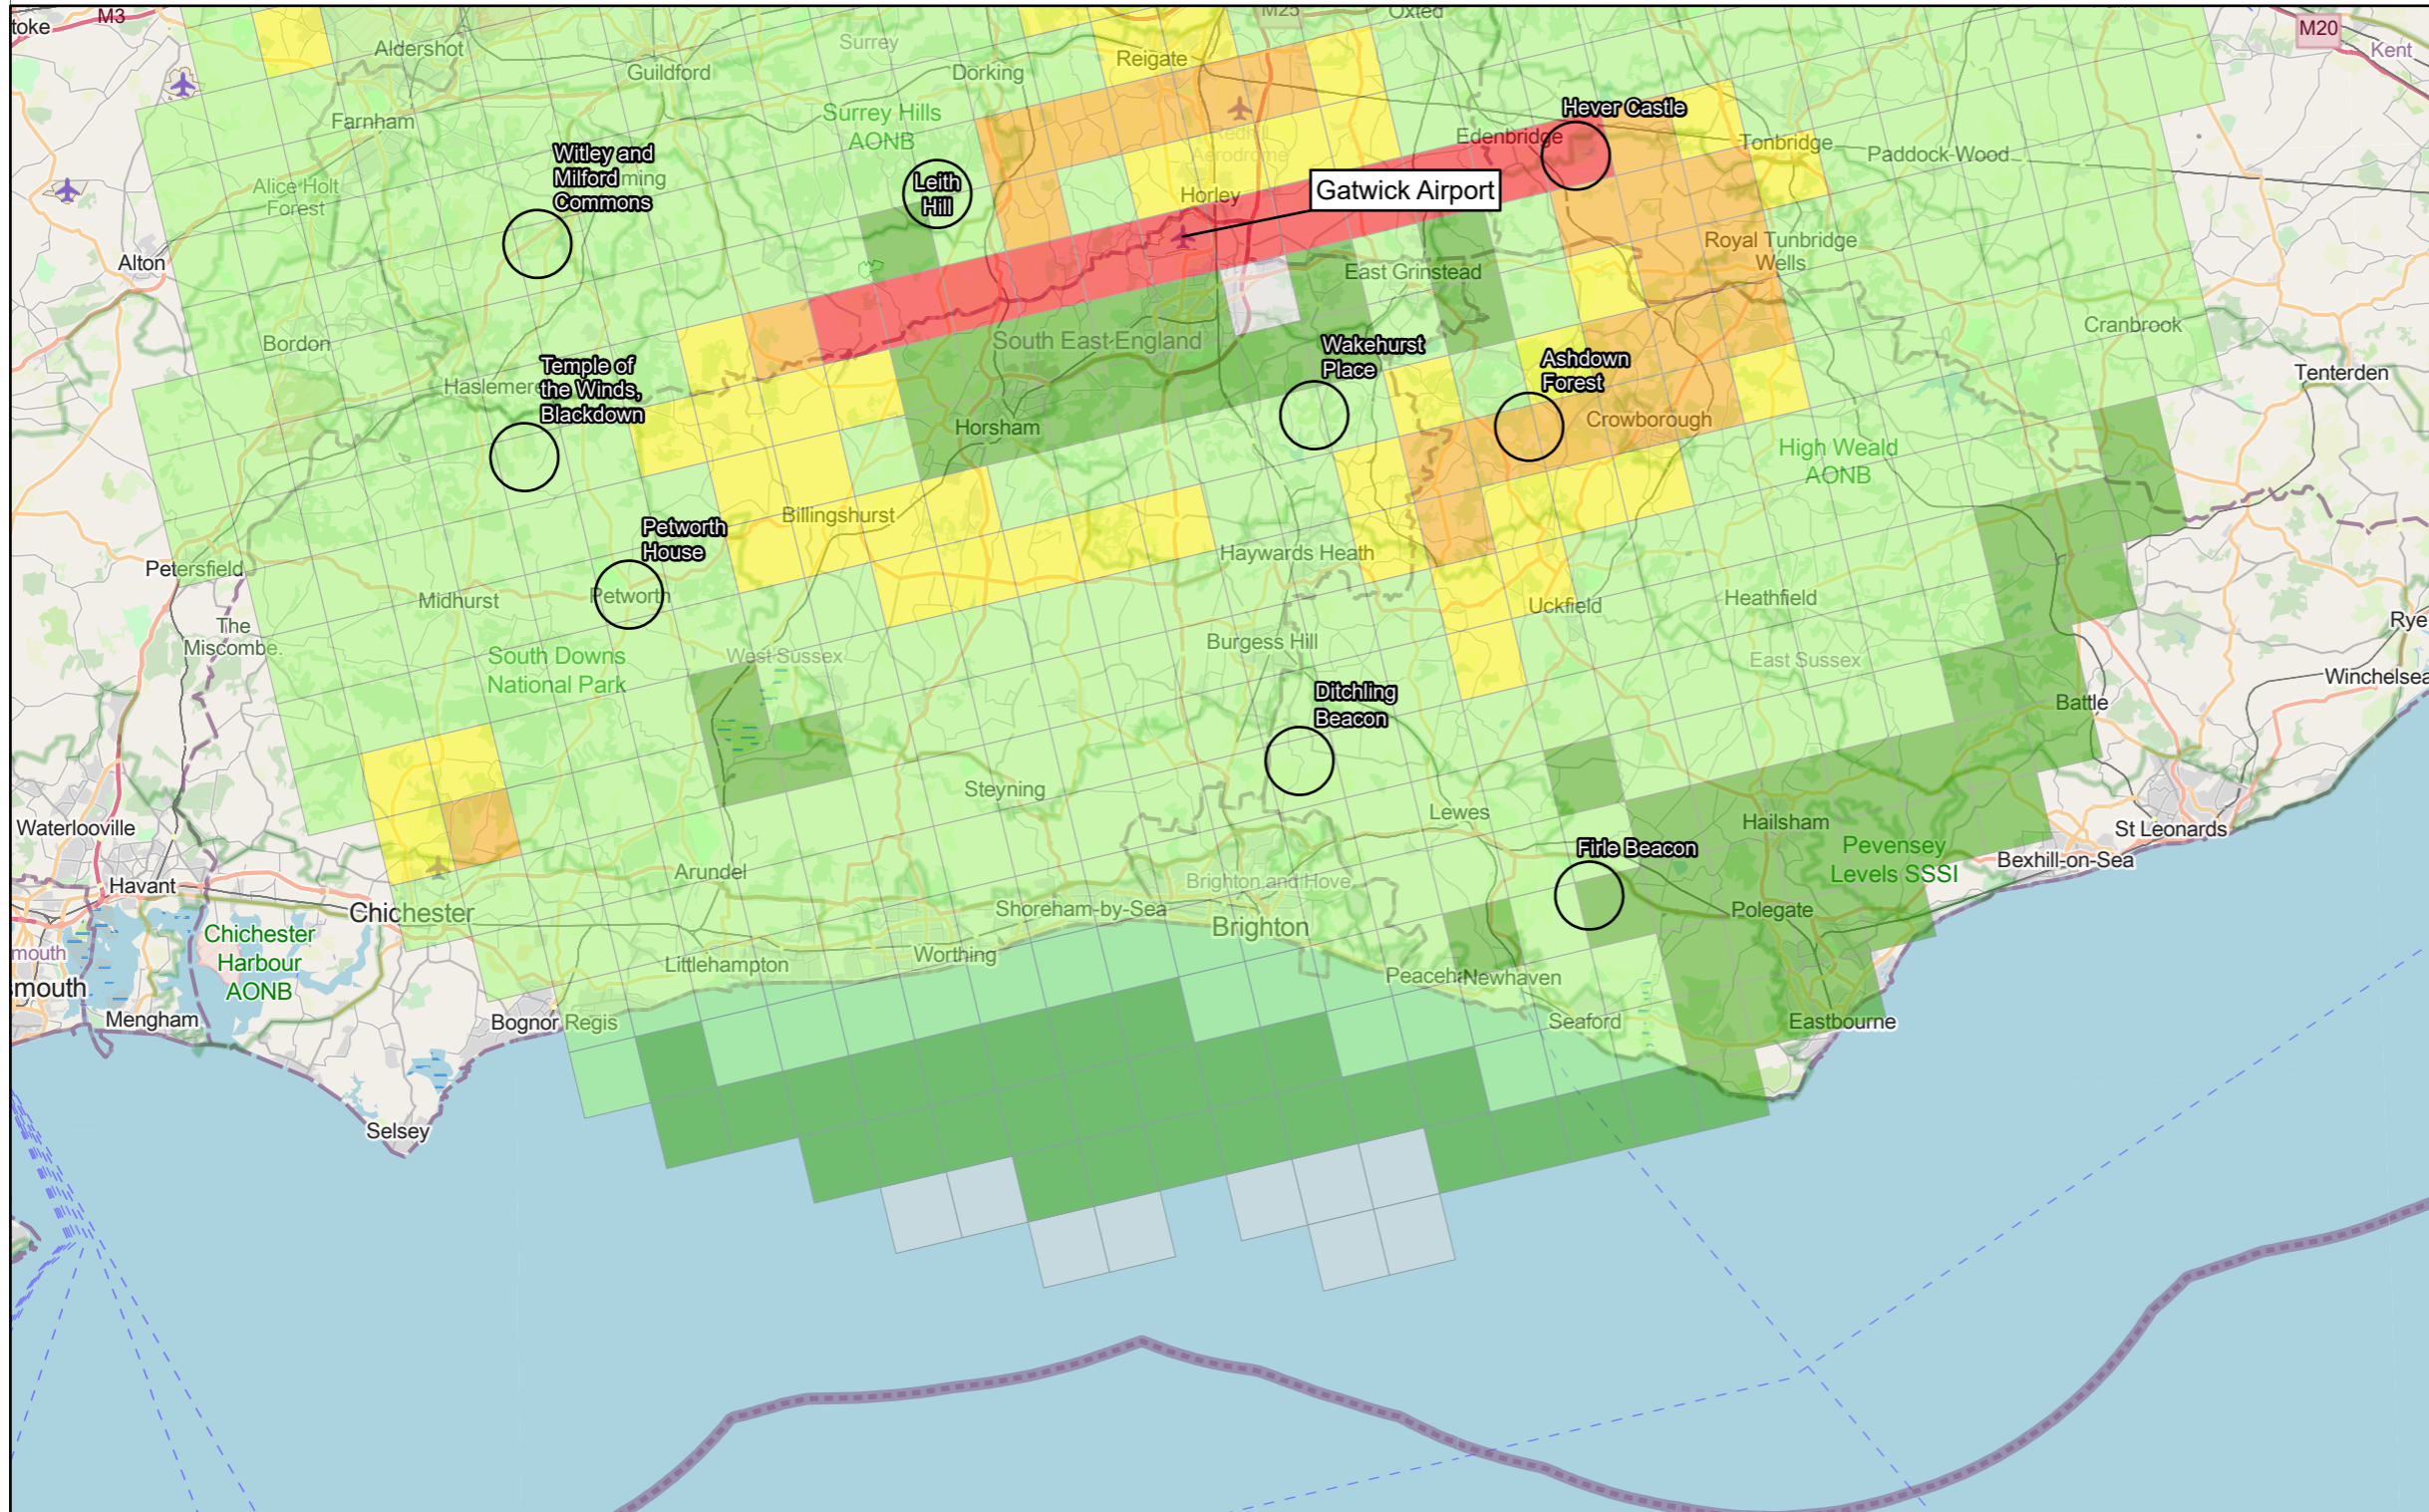 toke
M3
Aldershot
Surrey
Guildford
Dorking
Reigate
M25
Oxted
M20
Kent
Farnham
Surrey Hills
AONB
Redhill
Aerodrome
Edenbridge
Hever Castle
Tonbridge
Paddock Wood
Witley and
Milford
Commons
ming
Leith
Hill
Horley
Gatwick Airport
Alice Holt
Forest
Alton
East Grinstead
Royal Tunbridge
Wells
Cranbrook
Bordon
South East England
Wakehurst
Place
Ashdown
Forest
Tenterden
Haslemere
Temple of
the Winds,
Blackdown
Horsham
Crowborough
High Weald
AONB
Billingshurst
Petworth
House
Haywards Heath
Petersfield
Midhurst
Petworth
Uckfield
Heathfield
Rye
The
Miscombe.
South Downs
National Park
West Sussex
Burgess Hill
East Sussex
Winchelsea
Ditchling
Beacon
Battle
Steyning
Lewes
Waterlooville
Hailsham
St Leonards
Firle Beacon
Pevensey
Levels SSSI
Bexhill-on-Sea
Havant
Arundel
Brighton and Hove
Chichester
Shoreham-by-Sea
Brighton
Polegate
Chichester
Harbour
AONB
mouth
smouth
Worthing
Littlehampton
Peaceha
Newhaven
Mengham
Bognor Regis
Seaford
Eastbourne
Selsey